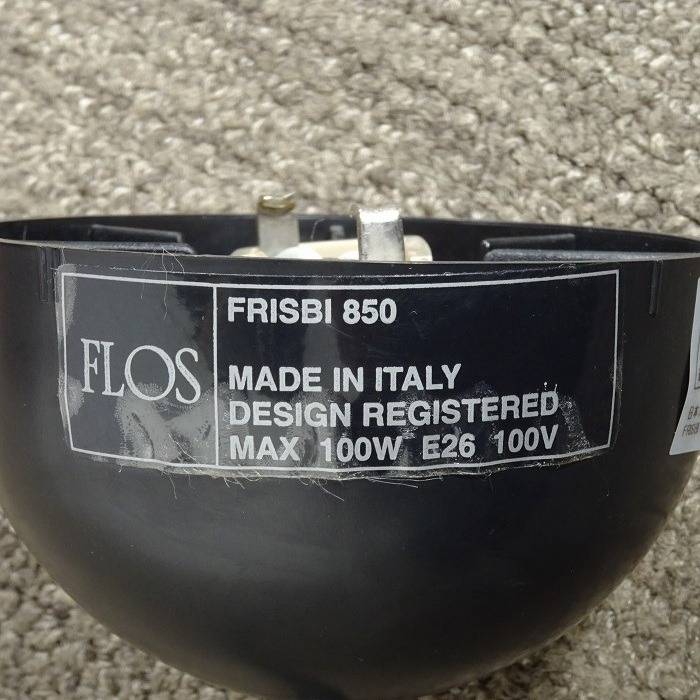 FLOS
FRISBI 850
MADE IN ITALY
DESIGN REGISTERED
MAX 100W E26 100V